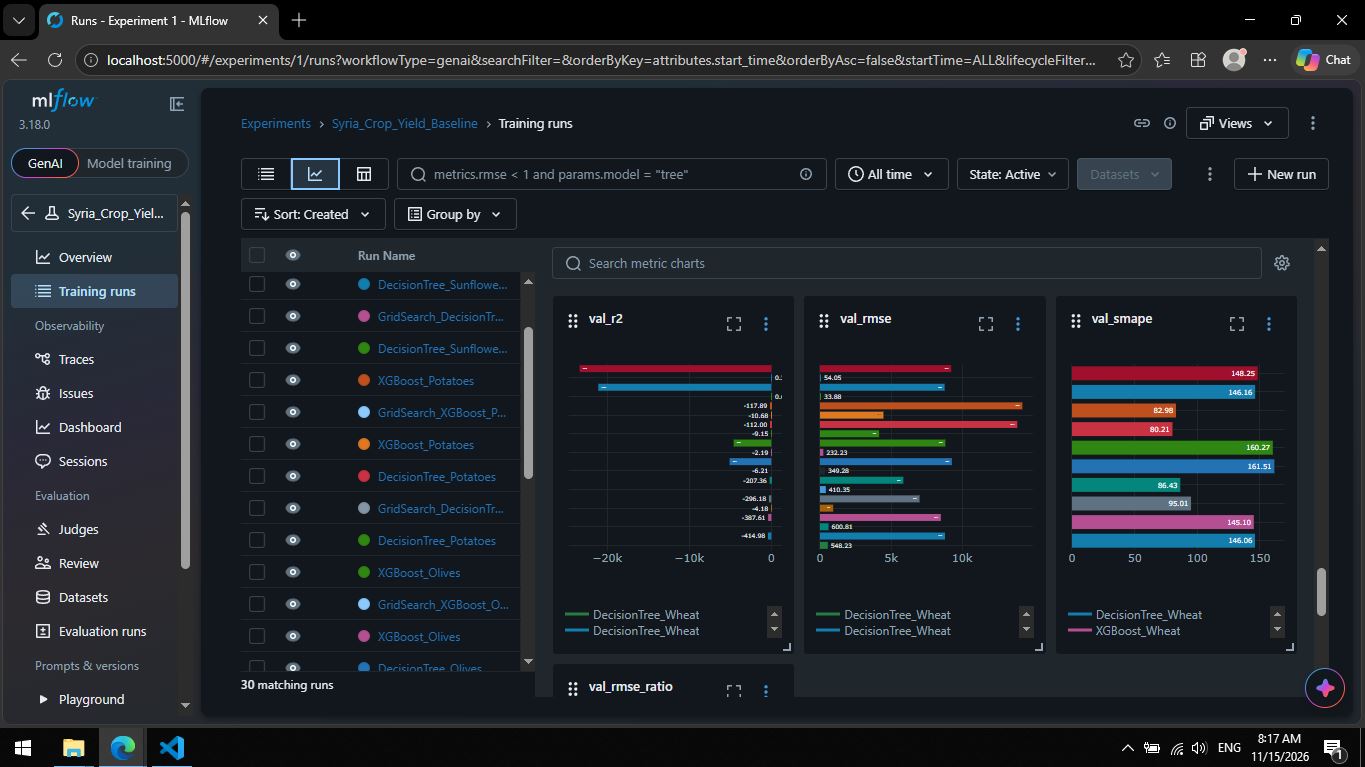 Runs - Experiment 1 - MLflow
localhost:5000/#/experiments/1/runs?workflowType=genai&searchFilter=&orderByKey=attributes.start_time&orderByAsc=false&startTime=ALL&lifecycleFilter...
Chat
mlflow
3.18.0
GenAI
Model training
Syria_Crop_Yiel...
Overview
Training runs
Observability
Traces
Issues
Dashboard
Sessions
Evaluation
Judges
Review
Datasets
Evaluation runs
Prompts & versions
Playground
Experiments > Syria_Crop_Yield_Baseline > Training runs
Views
metrics.rmse < 1 and params.model = "tree"
All time
State: Active
Datasets
New run
Sort: Created
Group by
Run Name
DecisionTree_Sunflowe...
GridSearch_DecisionTr...
DecisionTree_Sunflowe...
XGBoost_Potatoes
GridSearch_XGBoost_P...
XGBoost_Potatoes
DecisionTree_Potatoes
GridSearch_DecisionTr...
DecisionTree_Potatoes
XGBoost_Olives
GridSearch_XGBoost_O...
XGBoost_Olives
DecisionTree_Olives
30 matching runs
Search metric charts
val_r2
-117.89
-10.68
-112.00
-9.15
-2.19
-6.21
-207.36
-296.18
-4.18
-387.61
-414.98
−20k −10k 0
DecisionTree_Wheat
DecisionTree_Wheat
val_rmse
54.05
33.88
232.23
349.28
410.35
600.81
548.23
0 5k 10k
DecisionTree_Wheat
DecisionTree_Wheat
val_smape
148.25
146.16
82.98
80.21
160.27
161.51
86.43
95.01
145.10
146.06
0 50 100 150
DecisionTree_Wheat
XGBoost_Wheat
val_rmse_ratio
ENG
8:17 AM
11/15/2026
1